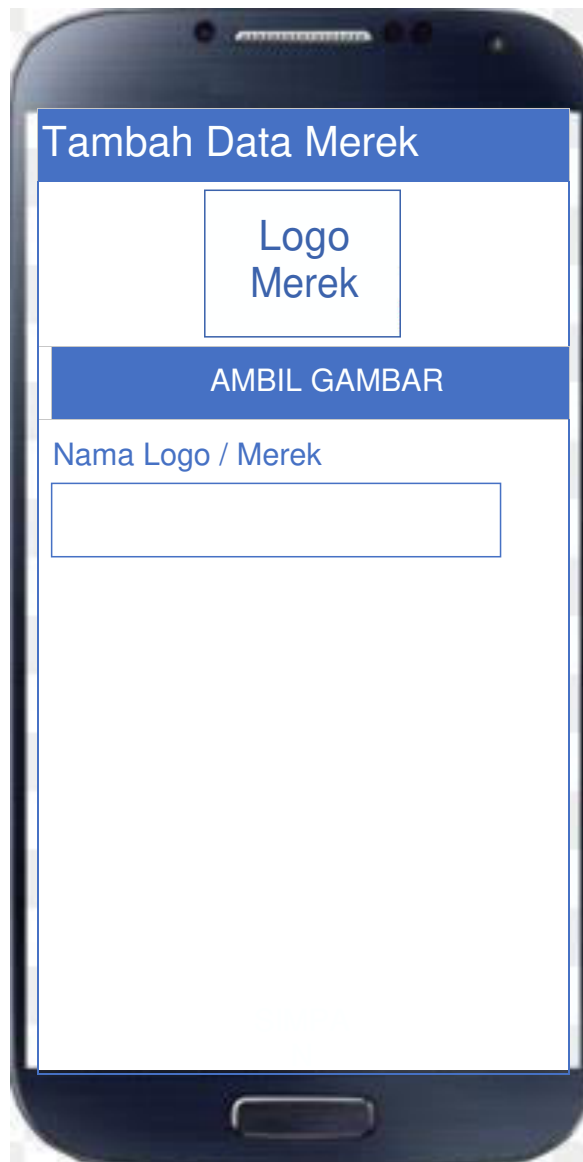 Tambah Data Merek
Logo
Merek
AMBIL GAMBAR
Nama Logo / Merek